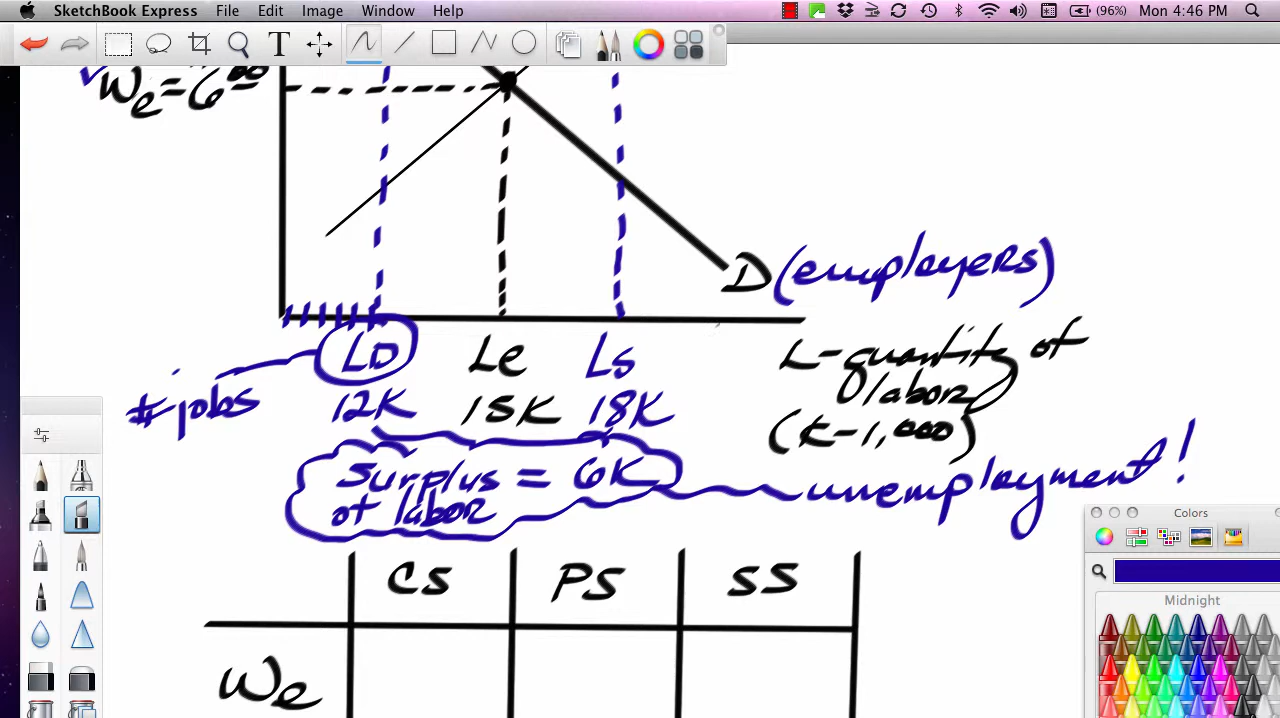 SketchBook Express File Edit Image Window Help (96%) Mon 4:46 PM
T
We = 6.00
D (employers)
LD Le Ls L-quantity of
labor
# jobs 12K 15K 18K (K-1,000)
Surplus = 6K unemployment!
of labor
Colors
CS PS SS
Midnight
We